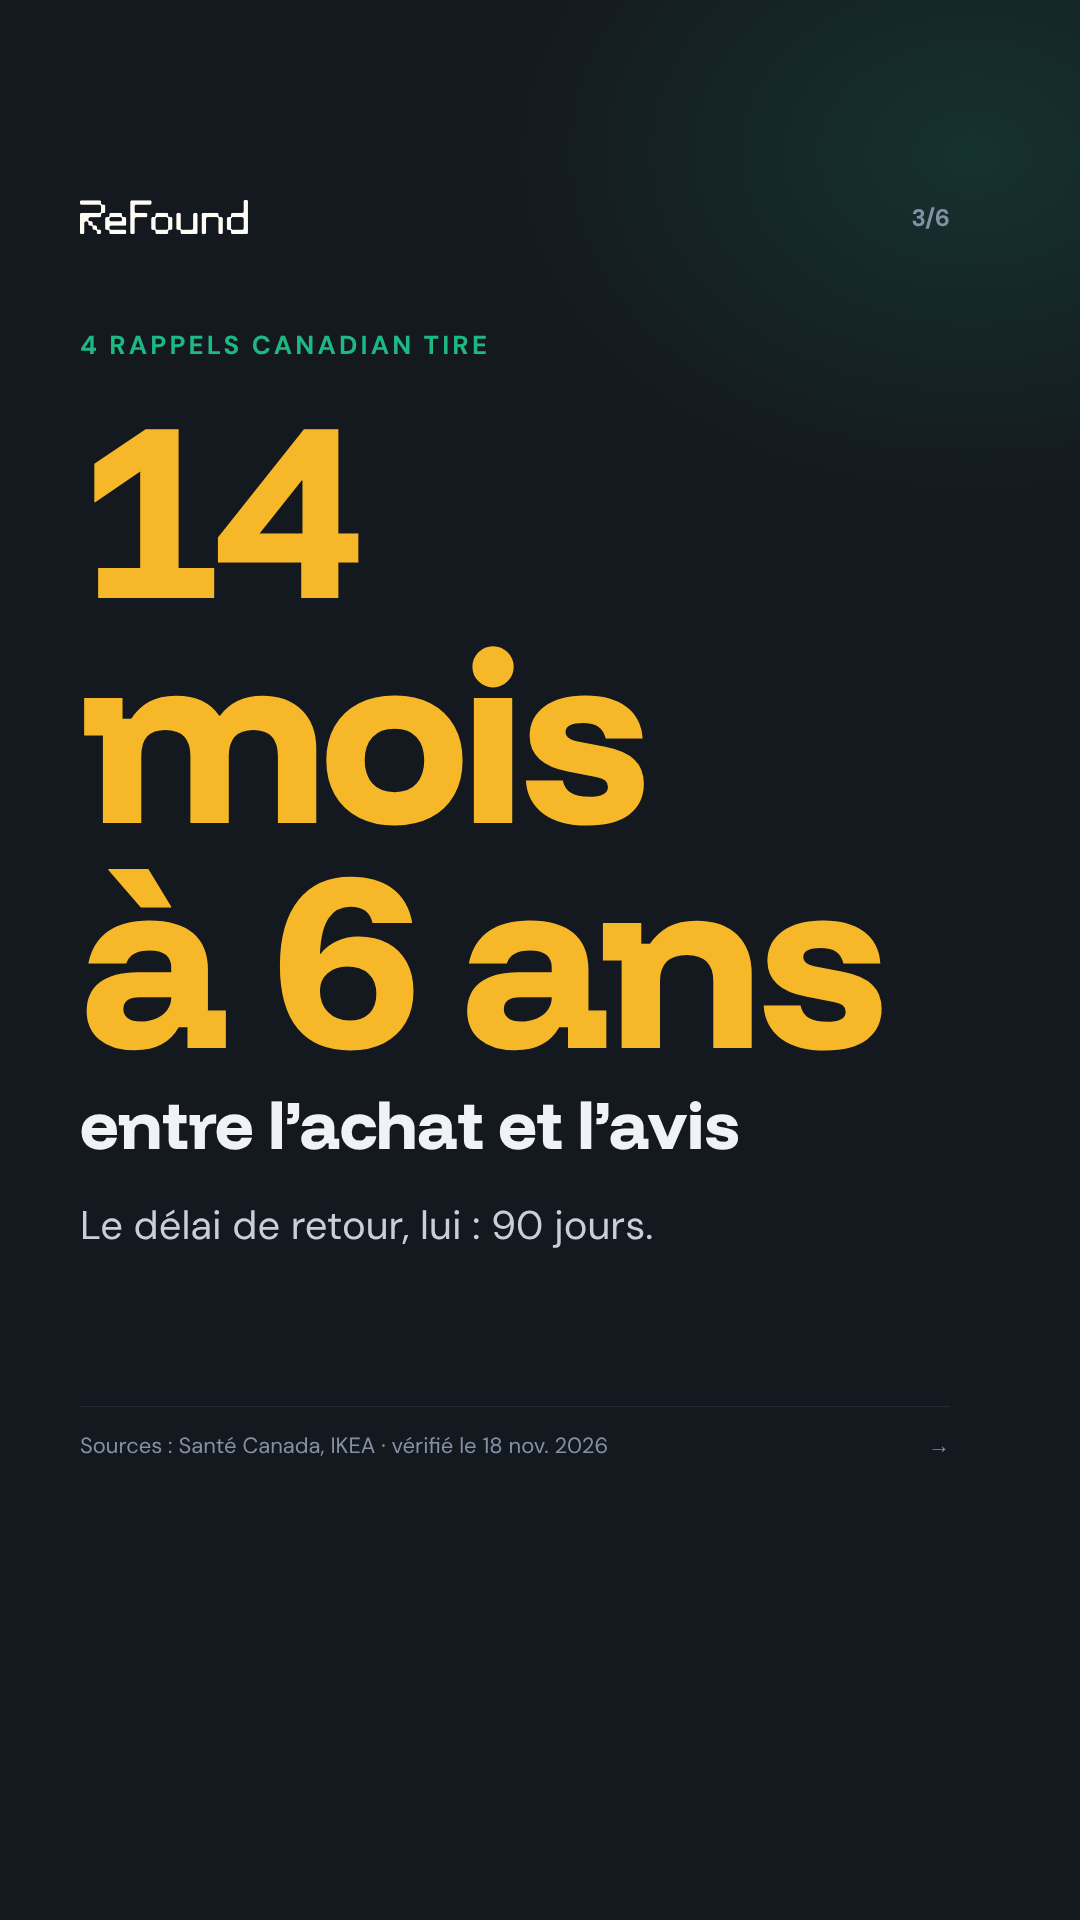 ReFound
3/6
4 RAPPELS CANADIAN TIRE
14
mois
à 6 ans
entre l’achat et l’avis
Le délai de retour, lui : 90 jours.
Sources : Santé Canada, IKEA · vérifié le 18 nov. 2026
→